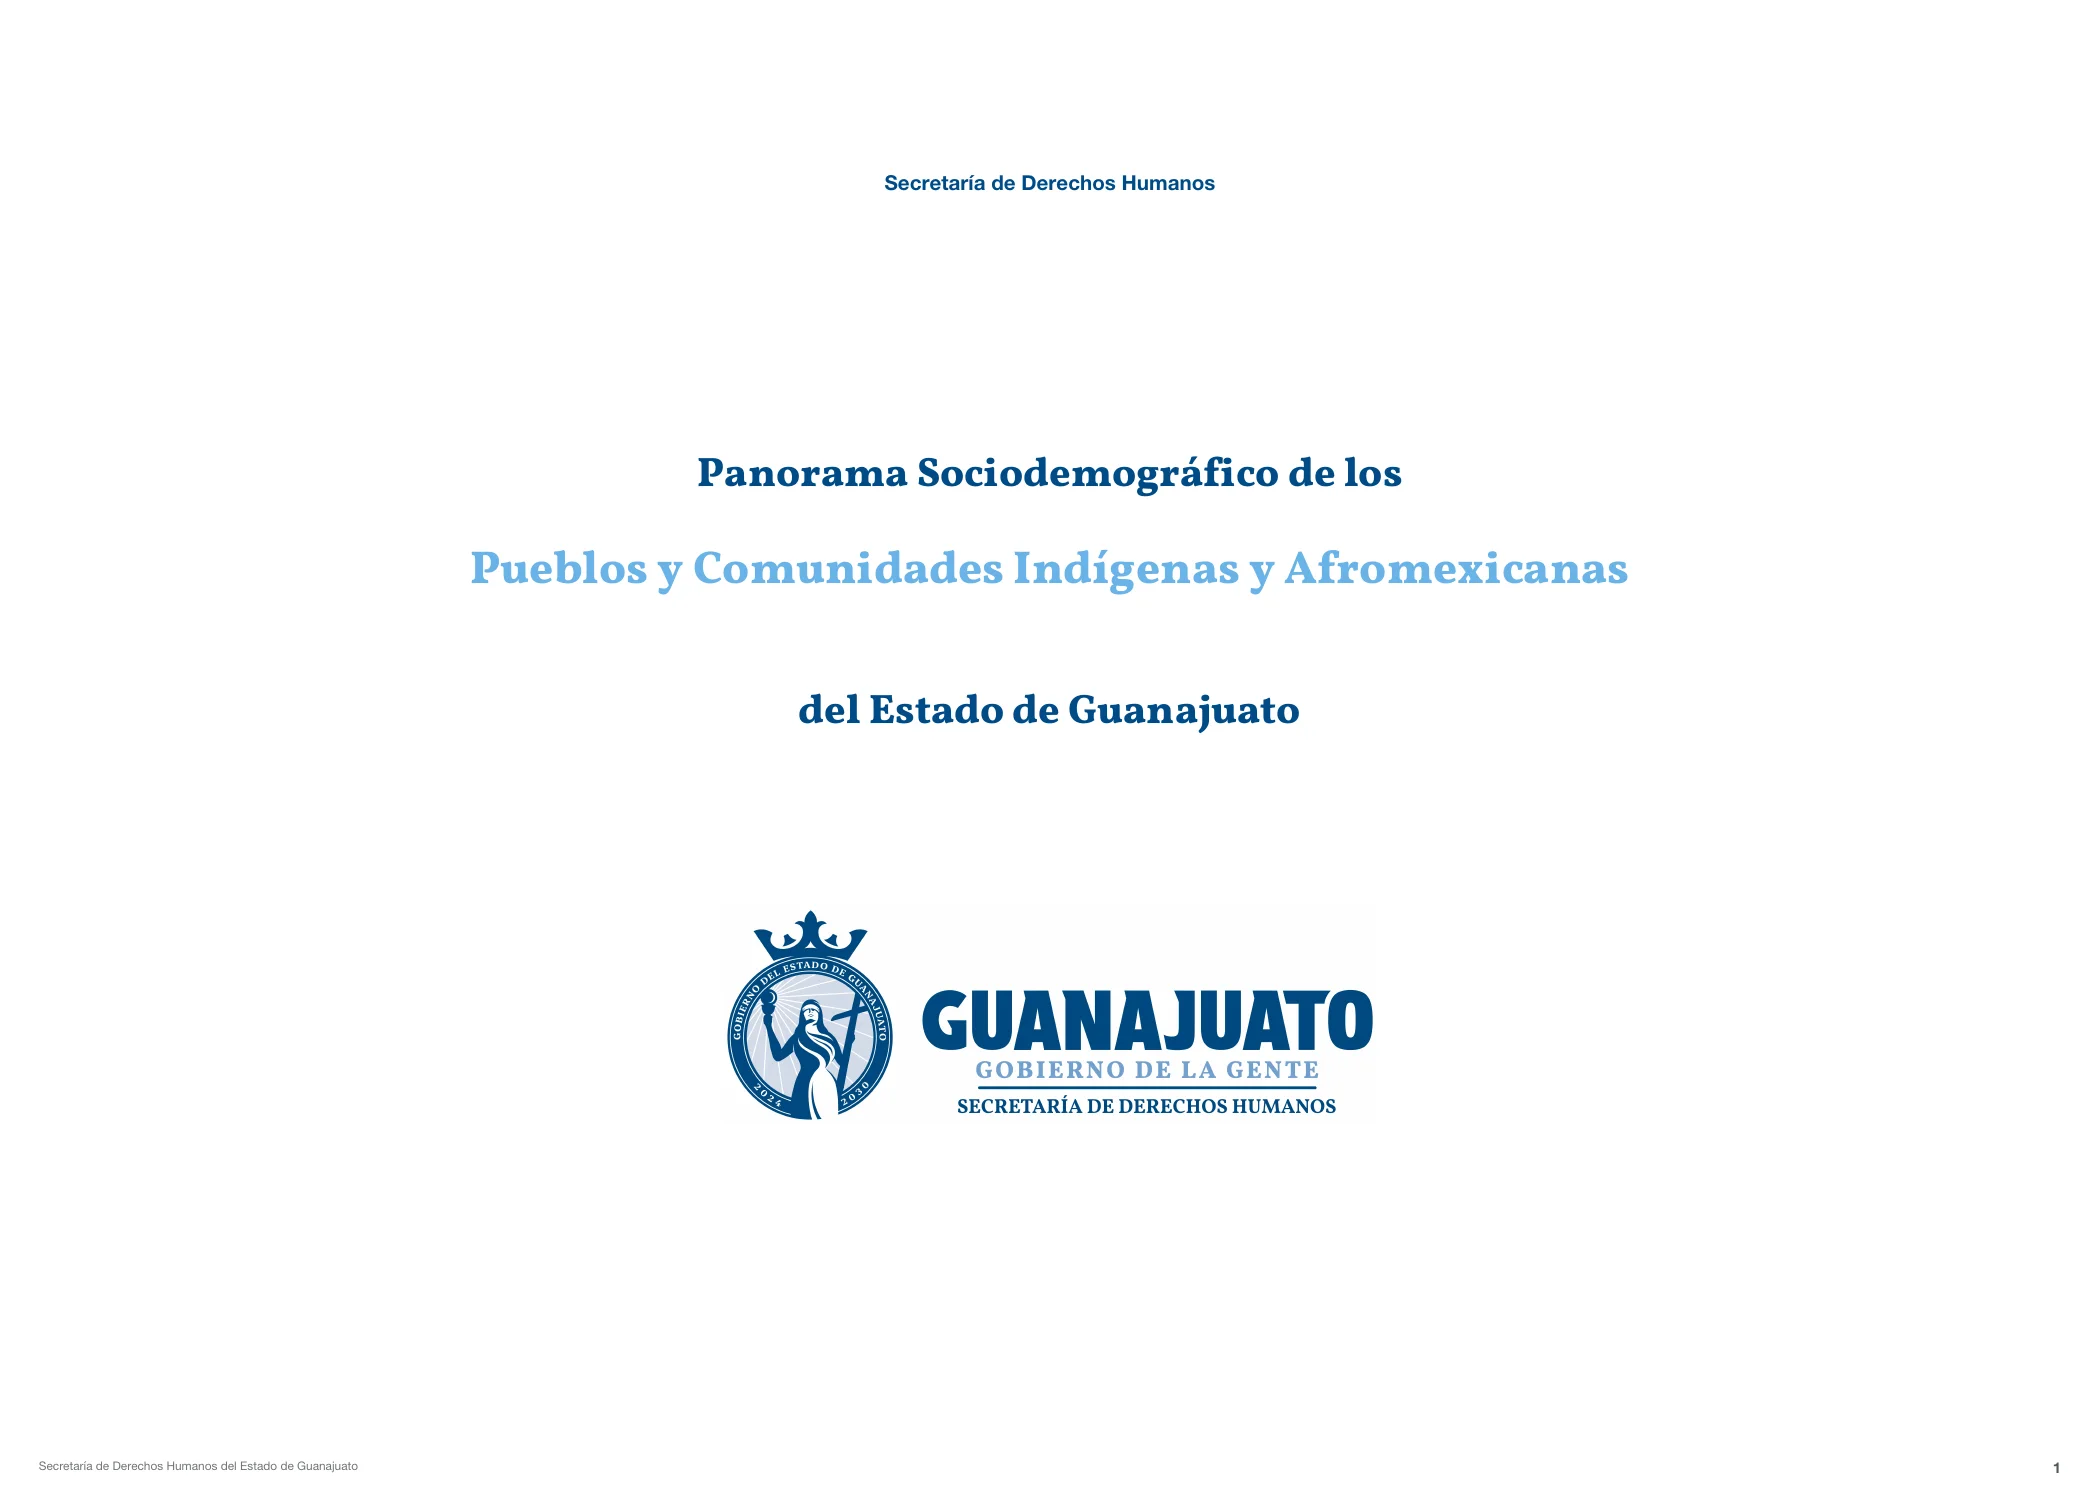 Secretaría de Derechos Humanos
Panorama Sociodemográfico de los
Pueblos y Comunidades Indígenas y Afromexicanas
del Estado de Guanajuato
GOBIERNO DEL ESTADO DE GUANAJUATO
2024 2030
GUANAJUATO
GOBIERNO DE LA GENTE
SECRETARÍA DE DERECHOS HUMANOS
Secretaría de Derechos Humanos del Estado de Guanajuato
1